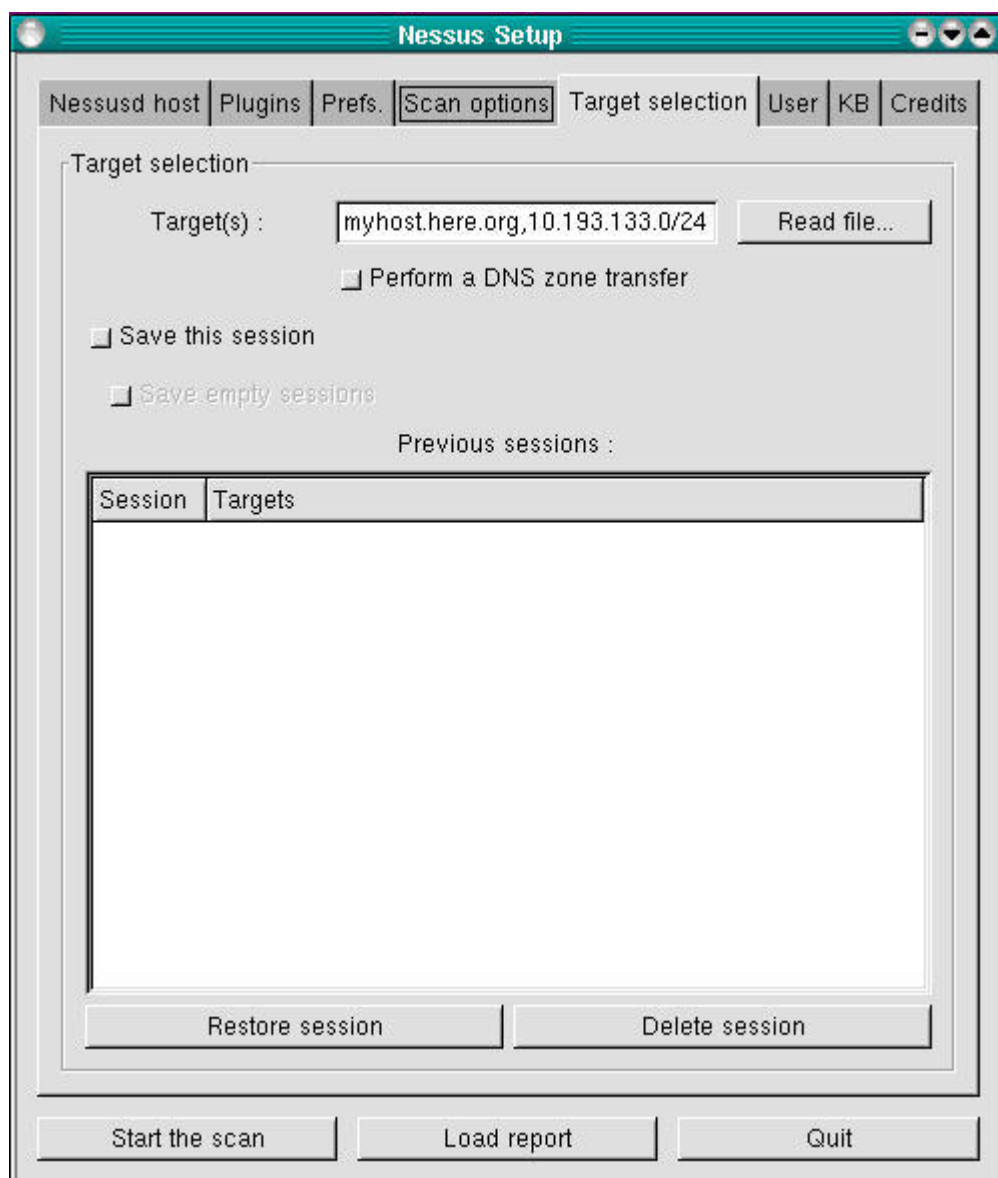 Nessus Setup
Nessusd host Plugins Prefs. Scan options Target selection User KB Credits
Target selection
Target(s) : myhost.here.org,10.193.133.0/24 Read file...
Perform a DNS zone transfer
Save this session
Save empty sessions
Previous sessions :
Session Targets
Restore session Delete session
Start the scan Load report Quit